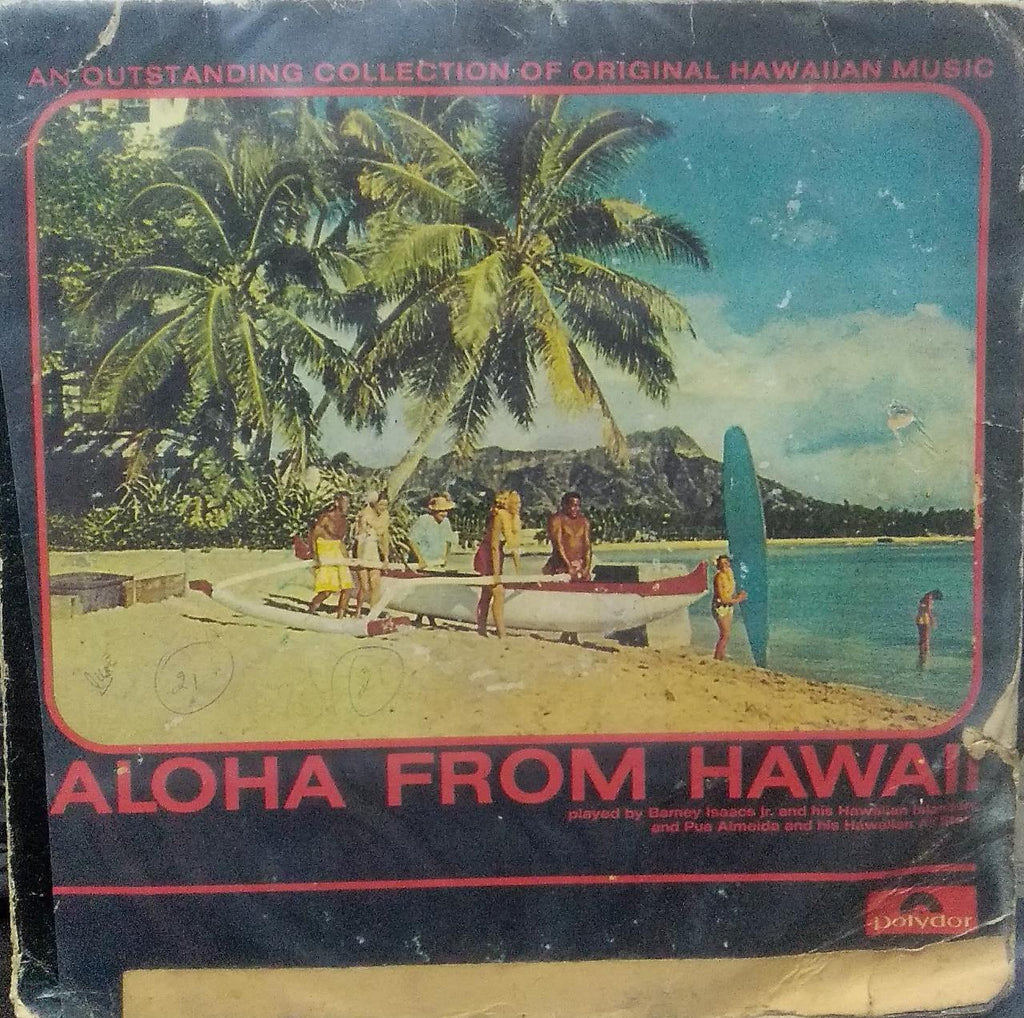 AN OUTSTANDING COLLECTION OF ORIGINAL HAWAIIAN MUSIC
21
ALOHA FROM HAWAII
played by Barney Isaacs jr. and his Hawaiian
and Pua Almeida and his Hawaiian
polydor